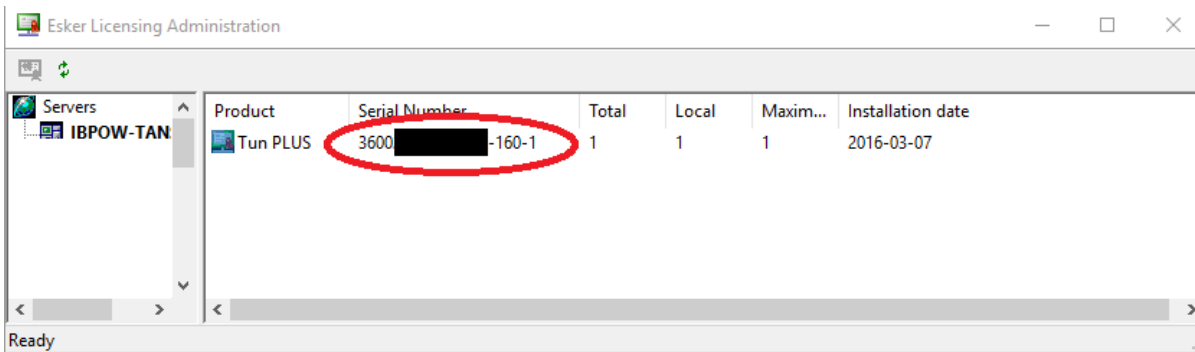 Esker Licensing Administration
Servers
IBPOW-TAN
Product Serial Number Total Local Maxim... Installation date
Tun PLUS 3600 -160-1 1 1 1 2016-03-07
Ready